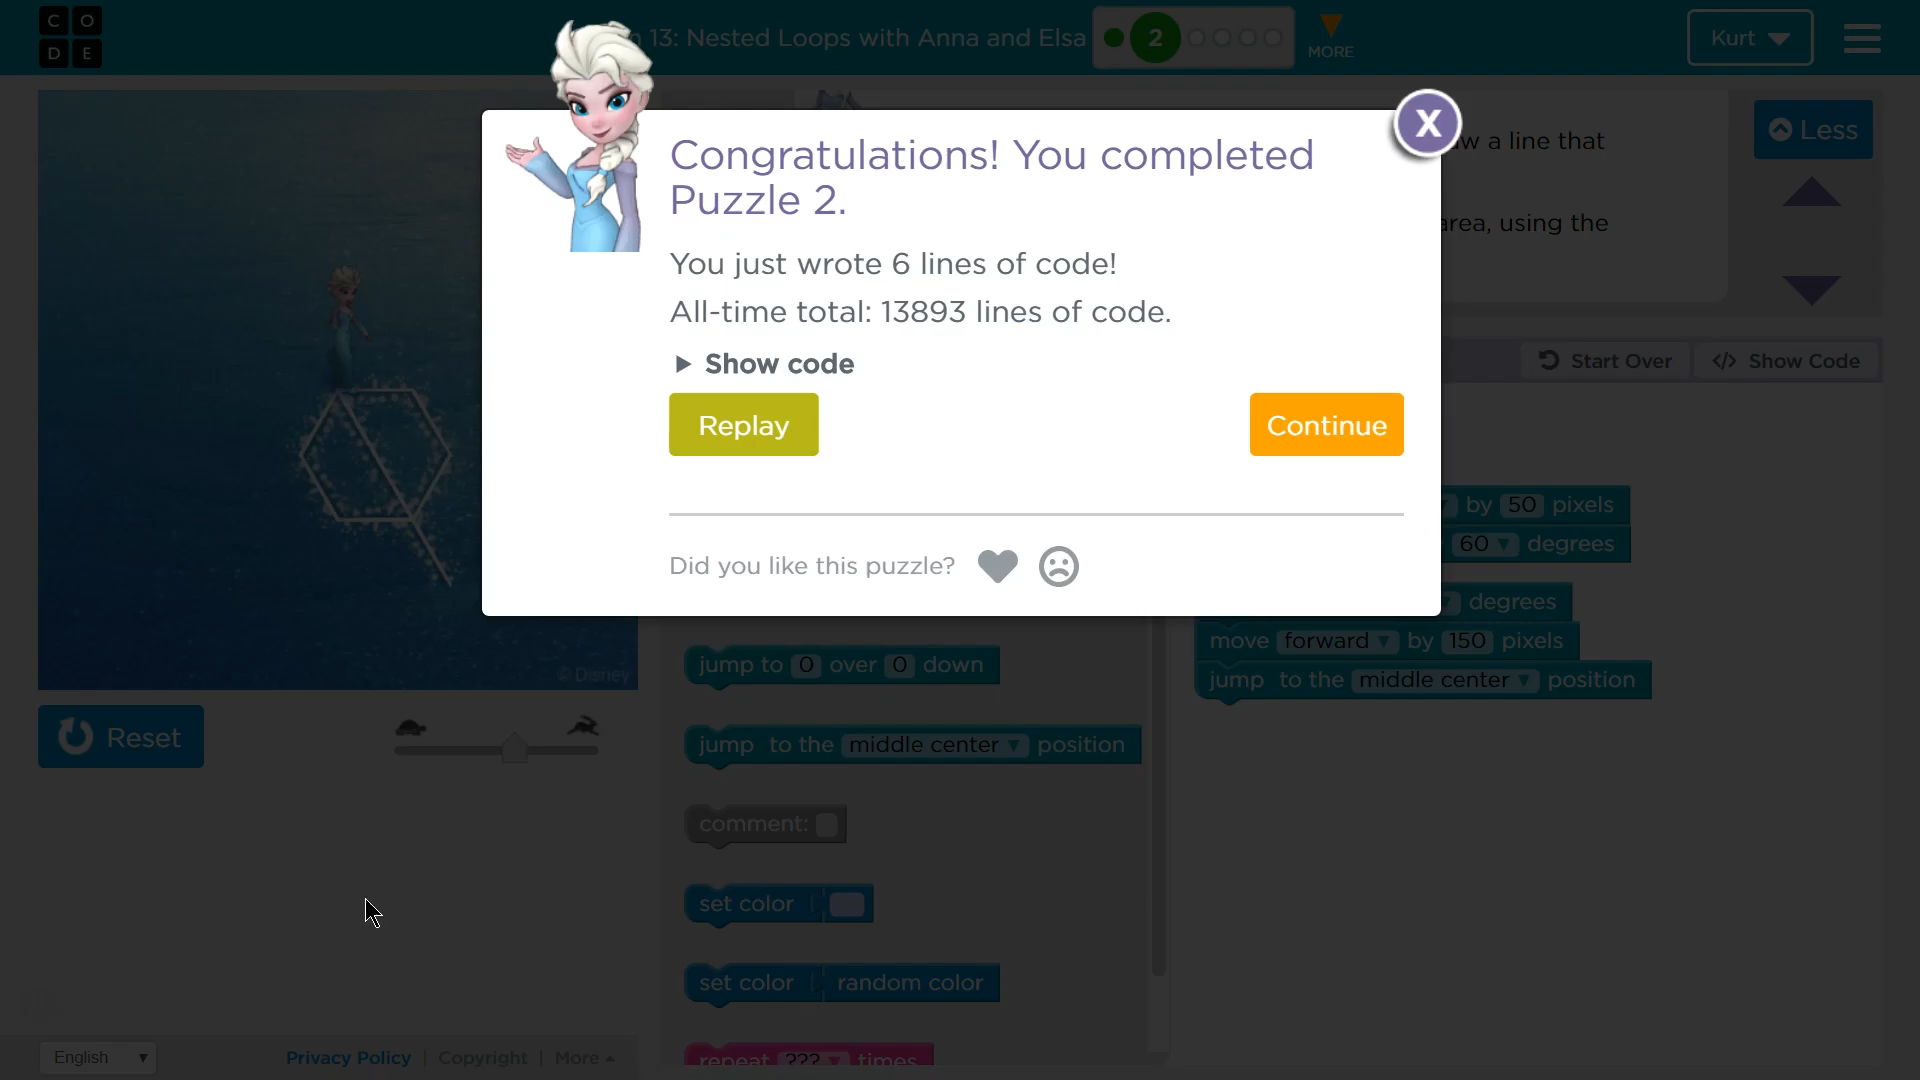 C O
D E
n 13: Nested Loops with Anna and Elsa
2
MORE
Kurt
Congratulations! You completed
Puzzle 2.
X
You just wrote 6 lines of code!
All-time total: 13893 lines of code.
Show code
Replay
Continue
Did you like this puzzle?
w a line that
area, using the
Less
Start Over
Show Code
by 50 pixels
60 degrees
degrees
move forward by 150 pixels
jump to the middle center position
© Disney
Reset
jump to 0 over 0 down
jump to the middle center position
comment:
set color
set color random color
repeat ??? times
English
Privacy Policy | Copyright | More